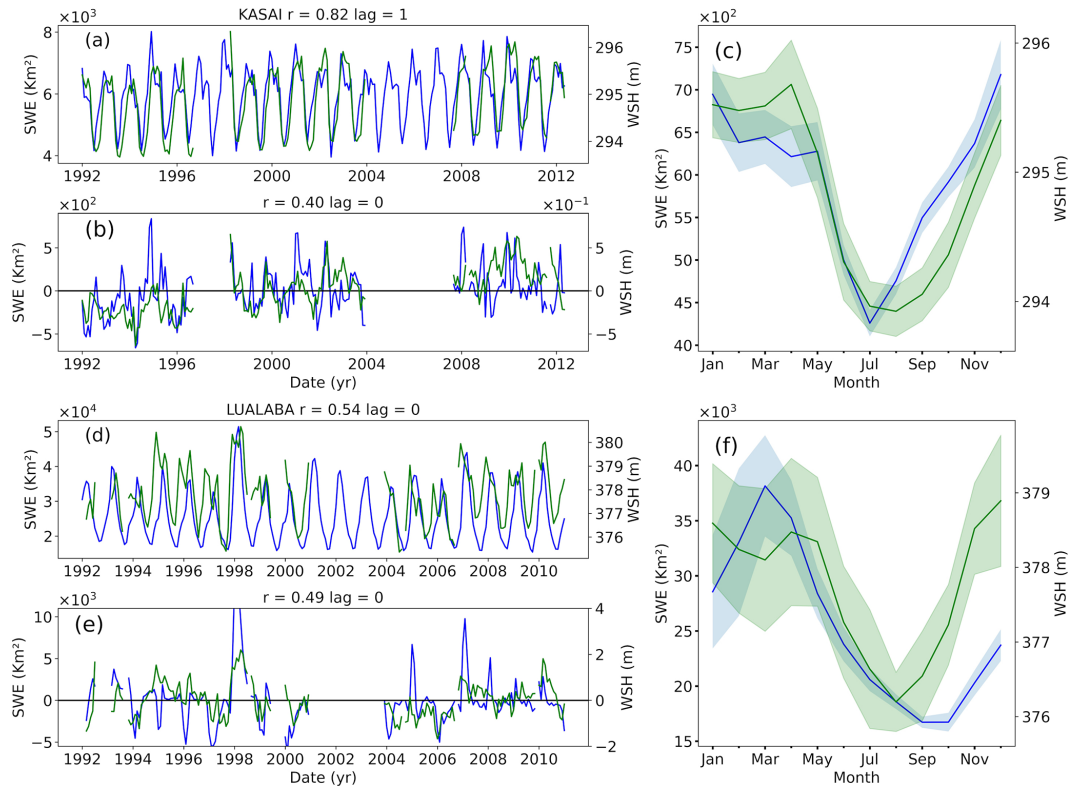 KASAI r = 0.82 lag = 1
×10³
(a)
8
6
4
SWE (Km²)
296
295
294
WSH (m)
1992 1996 2000 2004 2008 2012
r = 0.40 lag = 0
×10²
×10⁻¹
(b)
5
0
−5
SWE (Km²)
5
0
−5
WSH (m)
1992 1996 2000 2004 2008 2012
Date (yr)
×10²
(c)
75
70
65
60
55
50
45
40
SWE (Km²)
296
295
294
WSH (m)
Jan Mar May Jul Sep Nov
Month
LUALABA r = 0.54 lag = 0
×10⁴
(d)
5
4
3
2
SWE (Km²)
380
379
378
377
376
WSH (m)
1992 1994 1996 1998 2000 2002 2004 2006 2008 2010
r = 0.49 lag = 0
×10³
(e)
10
5
0
−5
SWE (Km²)
4
2
0
−2
WSH (m)
1992 1994 1996 1998 2000 2002 2004 2006 2008 2010
Date (yr)
×10³
(f)
40
35
30
25
20
15
SWE (Km²)
379
378
377
376
WSH (m)
Jan Mar May Jul Sep Nov
Month